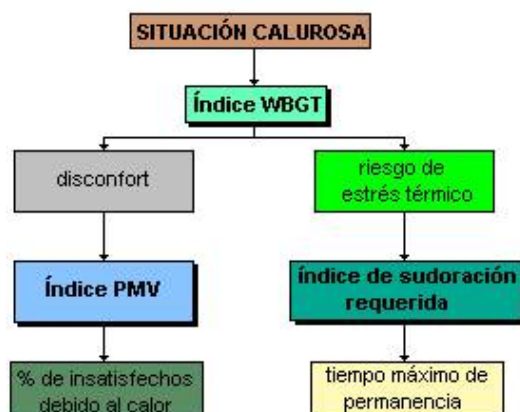 SITUACIÓN CALUROSA
Índice WBGT
disconfort
riesgo de
estrés térmico
Índice PMV
índice de sudoración
requerida
% de insatisfechos
debido al calor
tiempo máximo de
permanencia